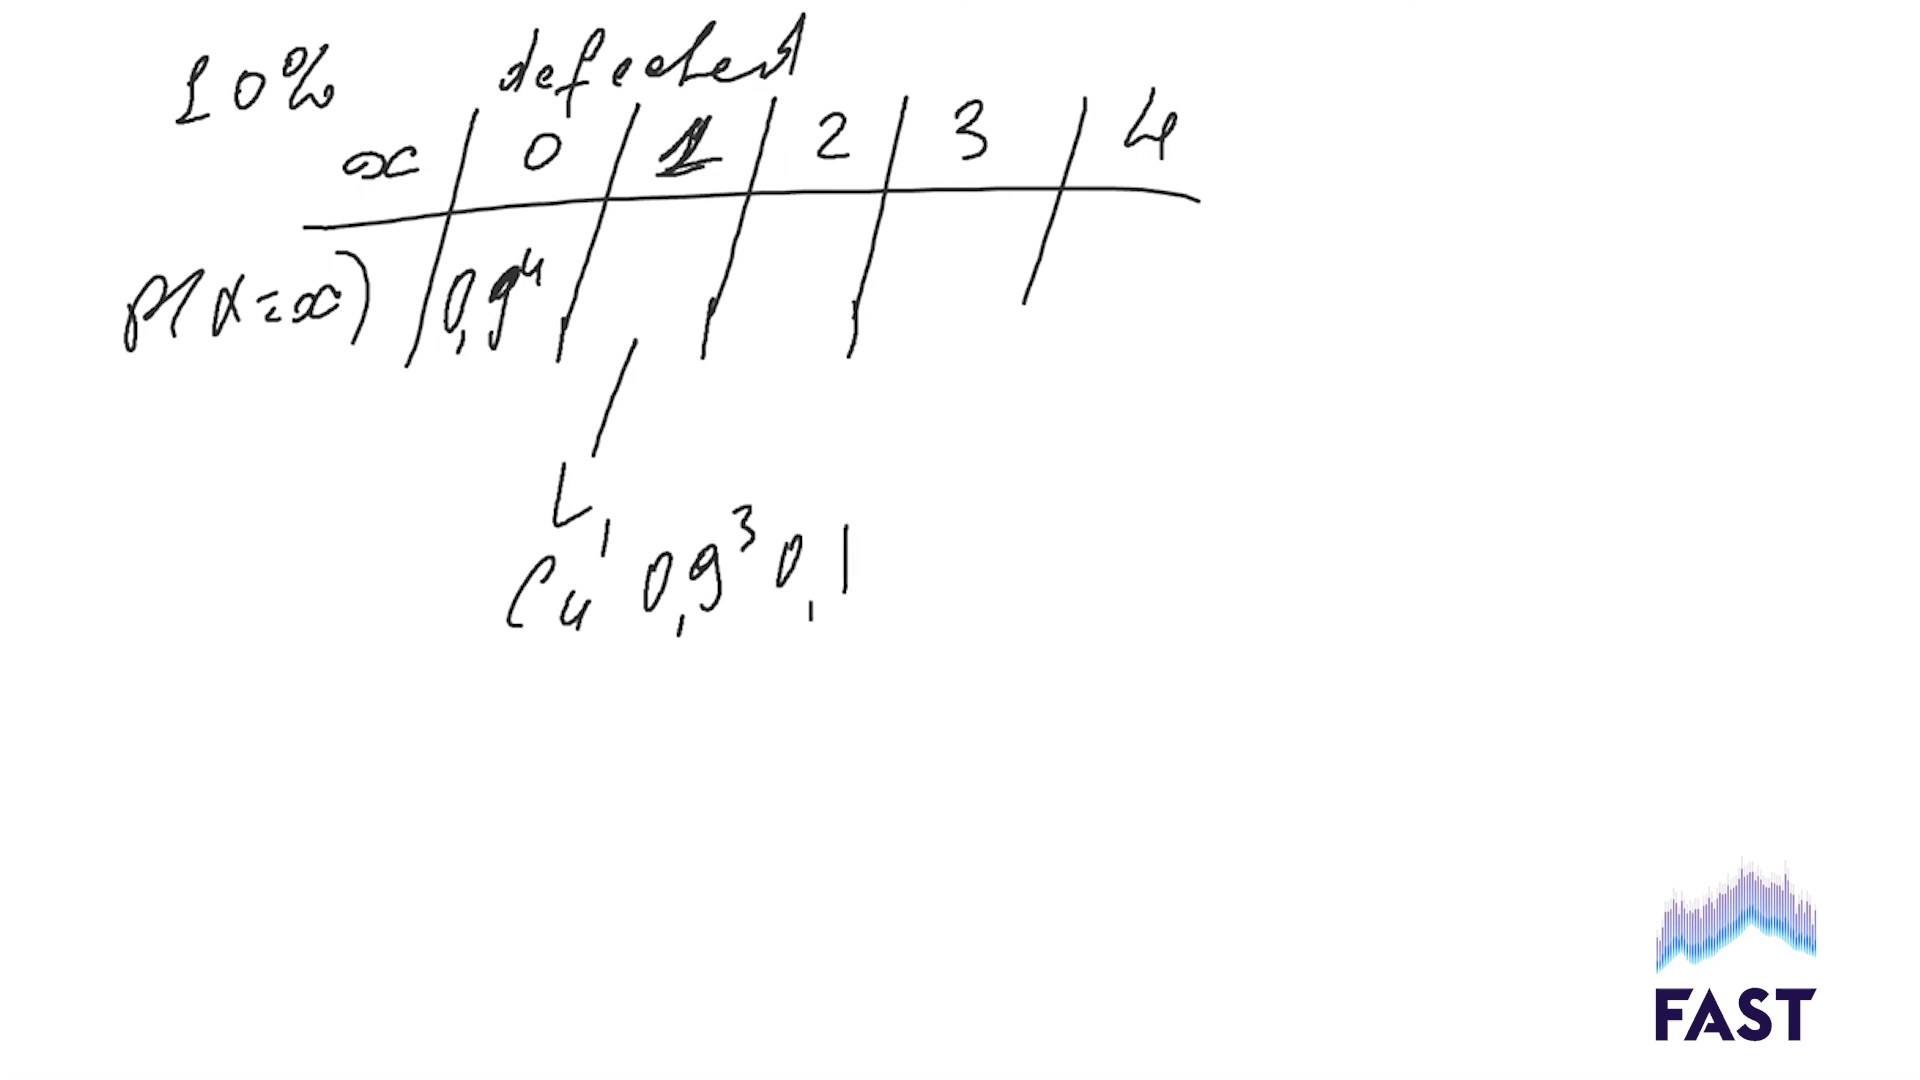 10% defected
x 0 1 2 3 4
P(X=x) 0,9⁴
C₄¹ 0,9³ 0,1
FAST